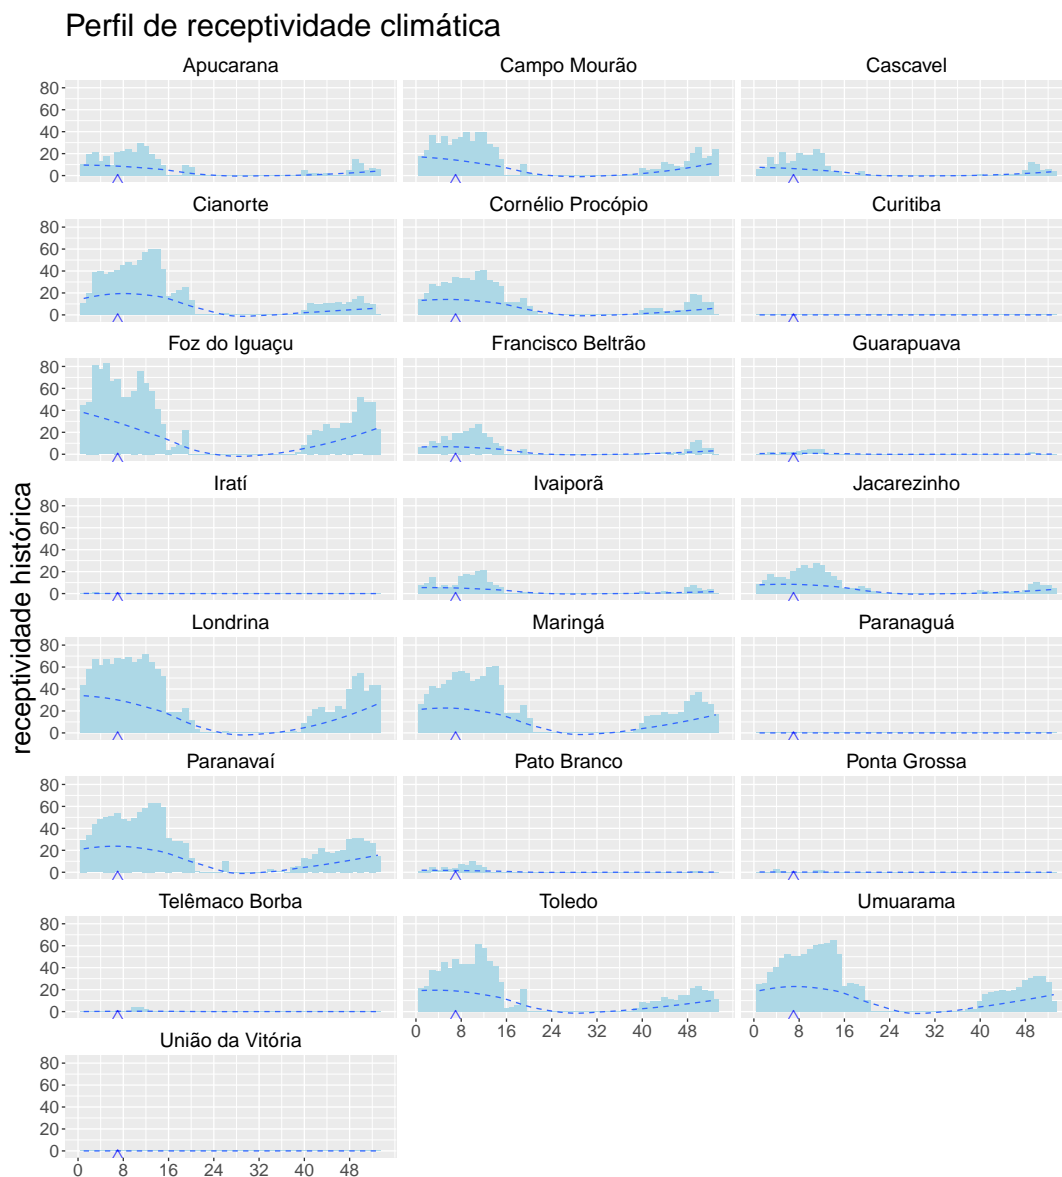 Perfil de receptividade climática
Apucarana
Campo Mourão
Cascavel
80
60
40
20
0
Cianorte
Cornélio Procópio
Curitiba
80
60
40
20
0
Foz do Iguaçu
Francisco Beltrão
Guarapuava
80
60
40
20
0
Iratí
Ivaiporã
Jacarezinho
80
60
40
20
0
receptividade histórica
Londrina
Maringá
Paranaguá
80
60
40
20
0
Paranavaí
Pato Branco
Ponta Grossa
80
60
40
20
0
Telêmaco Borba
Toledo
Umuarama
80
60
40
20
0
0 8 16 24 32 40 48
0 8 16 24 32 40 48
União da Vitória
80
60
40
20
0
0 8 16 24 32 40 48